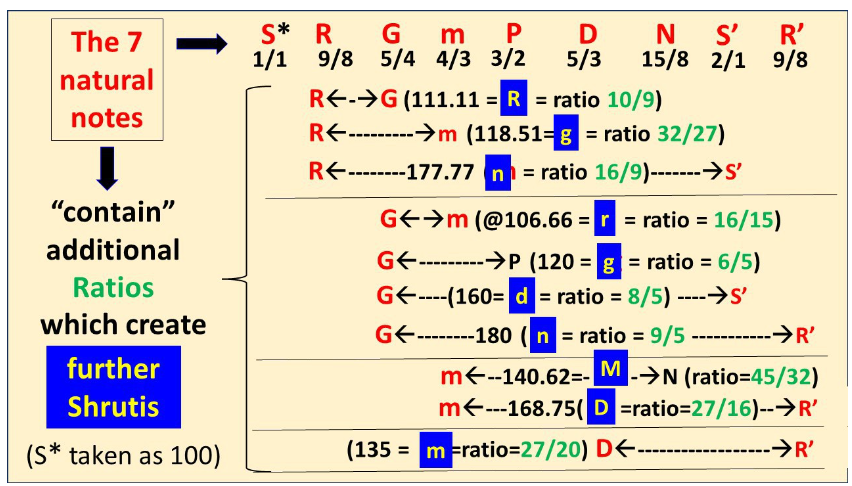 The 7
natural
notes
S* R G m P D N S’ R’
1/1 9/8 5/4 4/3 3/2 5/3 15/8 2/1 9/8
R←-→G (111.11 = R = ratio 10/9)
R←---------→m (118.51= g = ratio 32/27)
R←--------177.77 ( n = ratio 16/9)-------→S’
“contain”
additional
Ratios
which create
further
Shrutis
(S* taken as 100)
G←→m (@106.66 = r = ratio = 16/15)
G←---------→P (120 = g = ratio = 6/5)
G←----(160= d = ratio = 8/5) ----→S’
G←--------180 ( n = ratio = 9/5 -----------→R’
m←--140.62=- M -→N (ratio=45/32)
m←---168.75( D =ratio=27/16)--→R’
(135 = m =ratio=27/20) D←------------------→R’